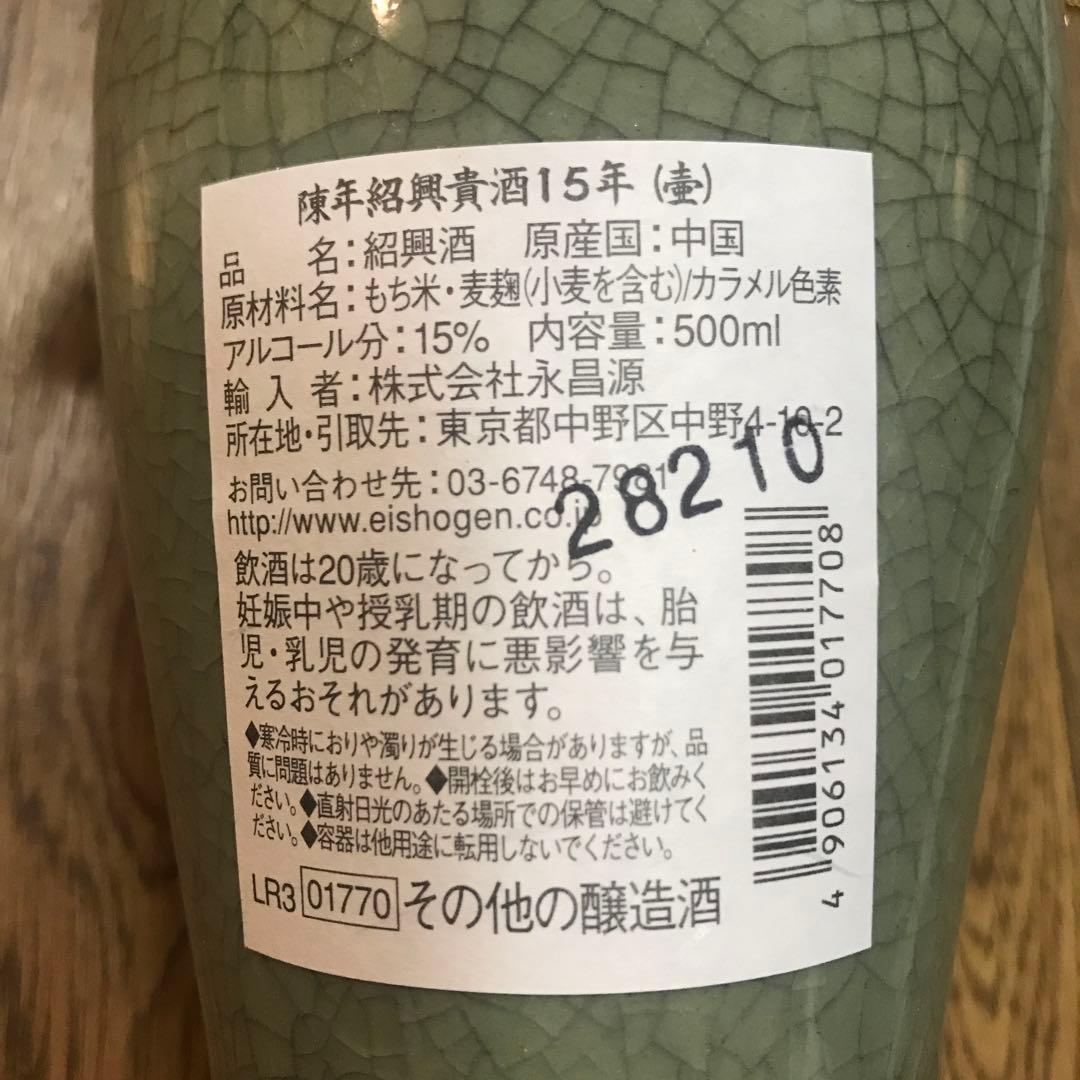 陳年紹興貴酒15年（壷）
品名：紹興酒 原産国：中国
原材料名：もち米・麦麹(小麦を含む)/カラメル色素
アルコール分：15% 内容量：500ml
輸入者：株式会社永昌源
所在地・引取先：東京都中野区中野4-10-2
お問い合わせ先：03-6748-7981
http://www.eishogen.co.jp
28210
飲酒は20歳になってから。
妊娠中や授乳期の飲酒は、胎
児・乳児の発育に悪影響を与
えるおそれがあります。
◆寒冷時におりや濁りが生じる場合がありますが、品
質に問題はありません。◆開栓後はお早めにお飲みく
ださい。◆直射日光のあたる場所での保管は避けてく
ださい。◆容器は他用途に転用しないでください。
LR3 01770 その他の醸造酒
4 906134 017708